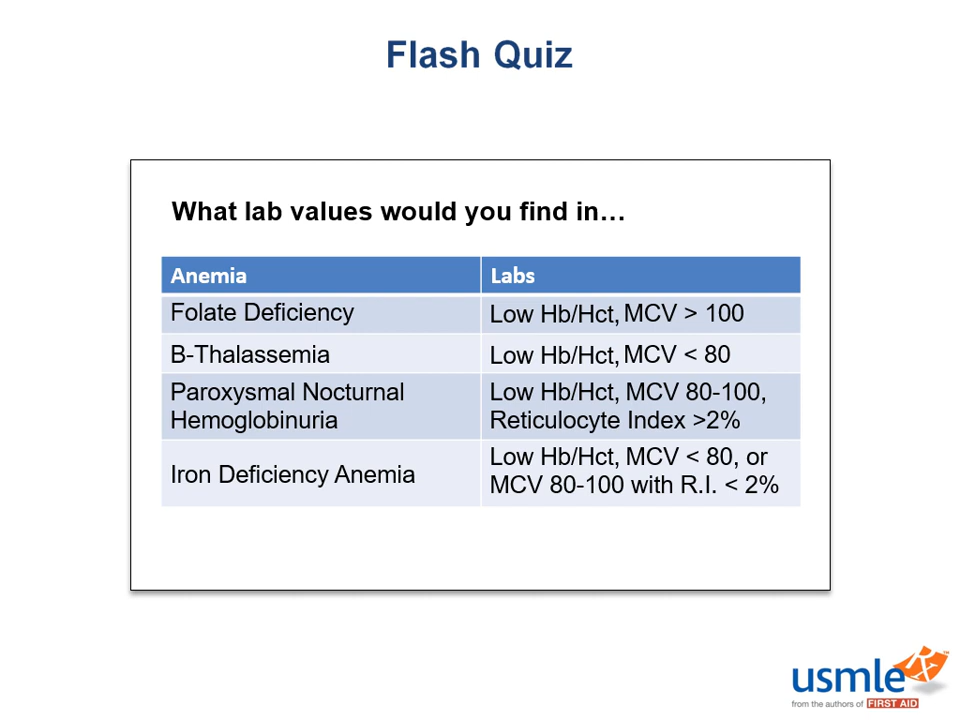 Flash Quiz
What lab values would you find in…
Anemia Labs
Folate Deficiency Low Hb/Hct, MCV > 100
B-Thalassemia Low Hb/Hct, MCV < 80
Paroxysmal Nocturnal Low Hb/Hct, MCV 80-100,
Hemoglobinuria Reticulocyte Index >2%
Iron Deficiency Anemia Low Hb/Hct, MCV < 80, or
MCV 80-100 with R.I. < 2%
usmle Rx ™
from the authors of FIRST AID